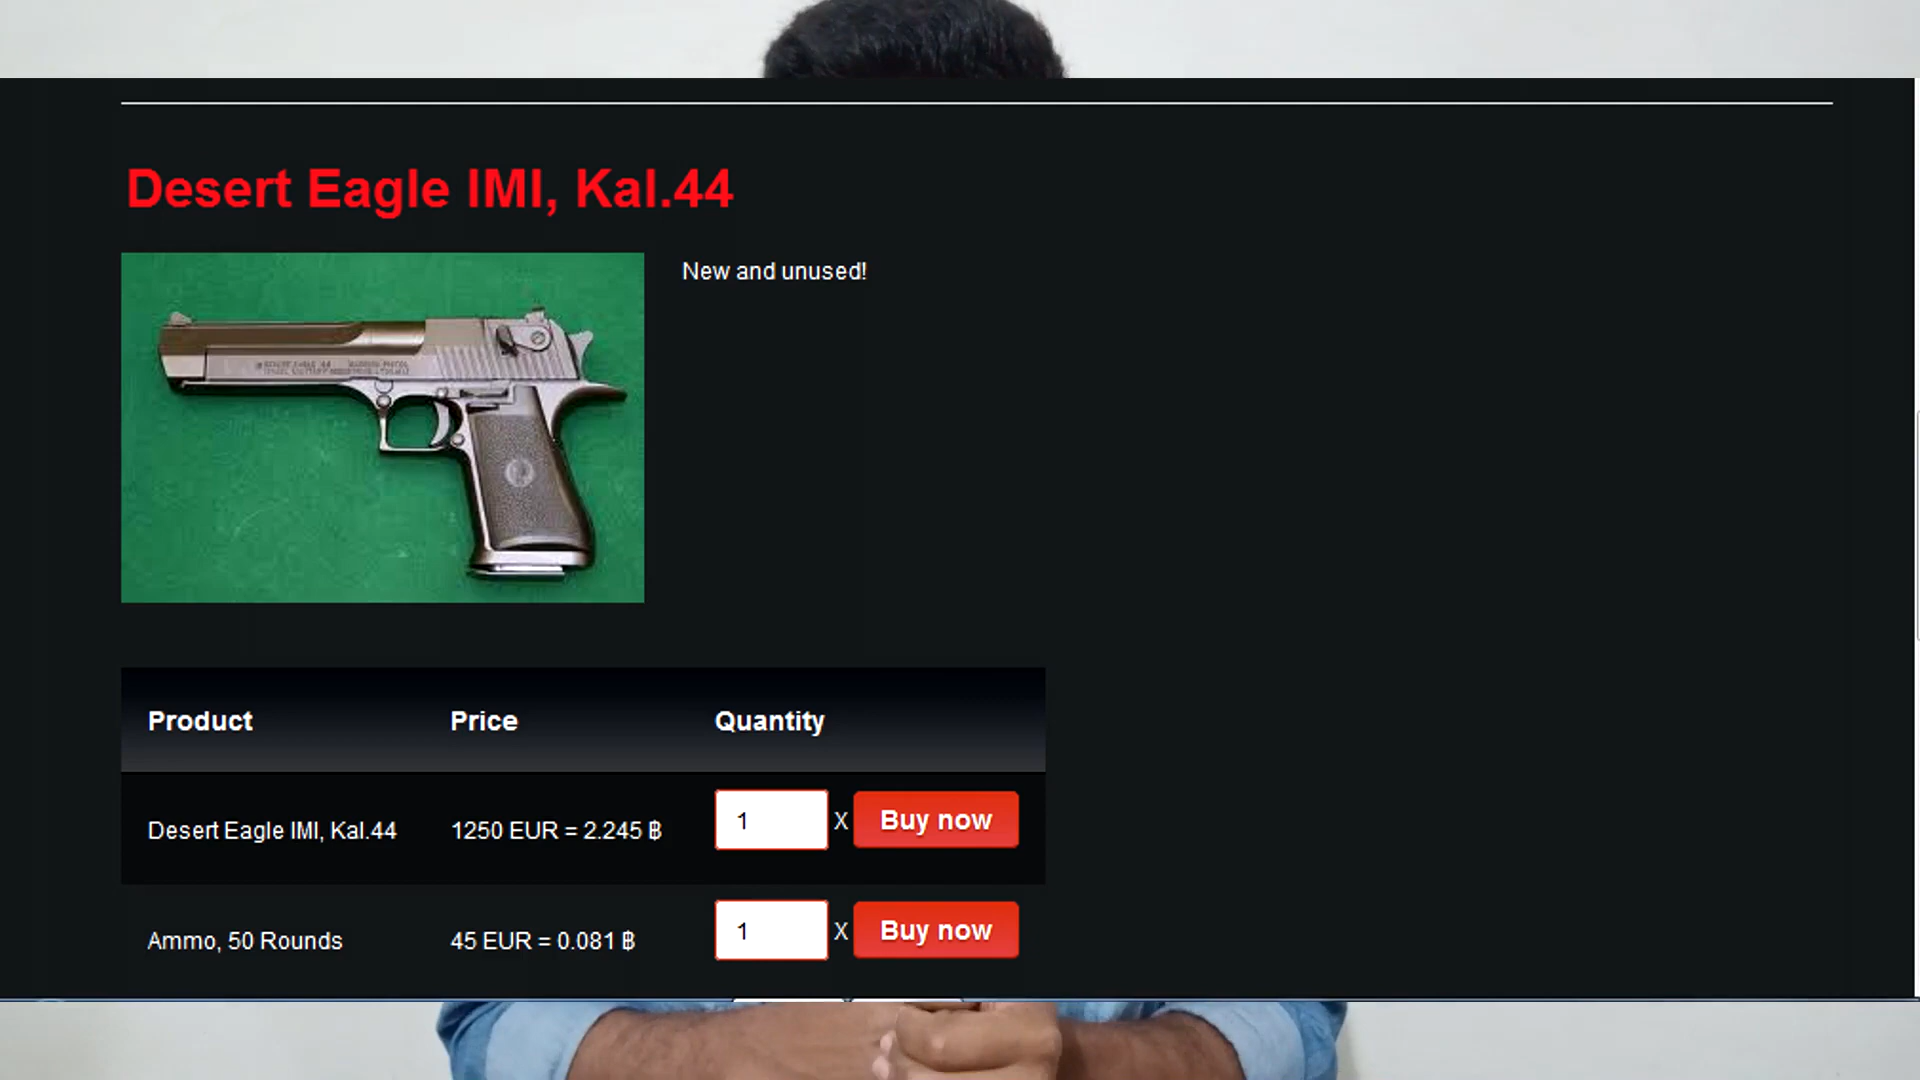 Desert Eagle IMI, Kal.44
New and unused!
Product Price Quantity
Desert Eagle IMI, Kal.44 1250 EUR = 2.245 ฿ 1 X Buy now
Ammo, 50 Rounds 45 EUR = 0.081 ฿ 1 X Buy now